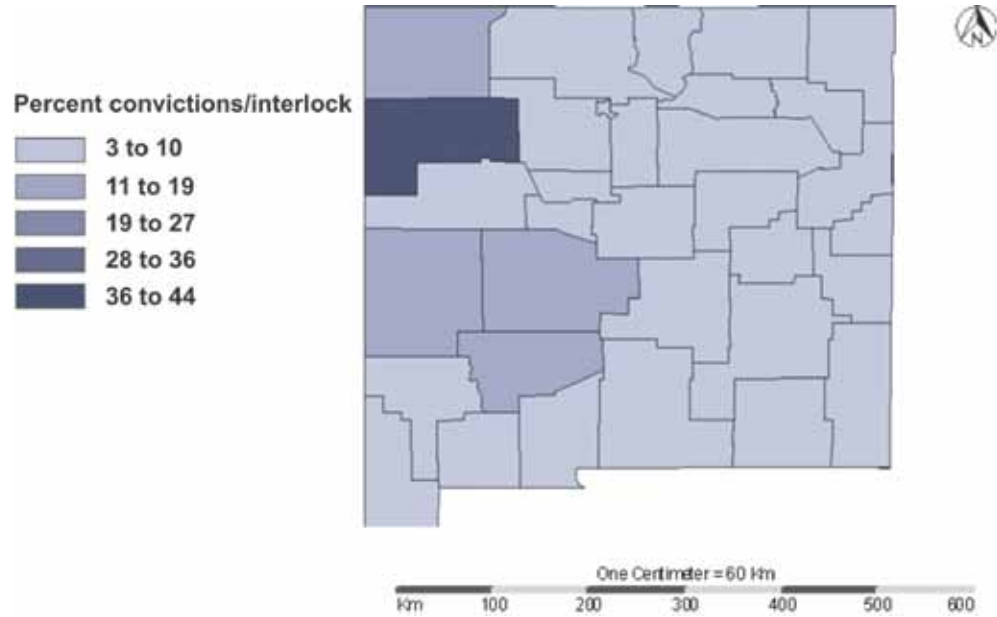 N
Percent convictions/interlock
3 to 10
11 to 19
19 to 27
28 to 36
36 to 44
One Centimeter = 60 Km
Km 100 200 300 400 500 600